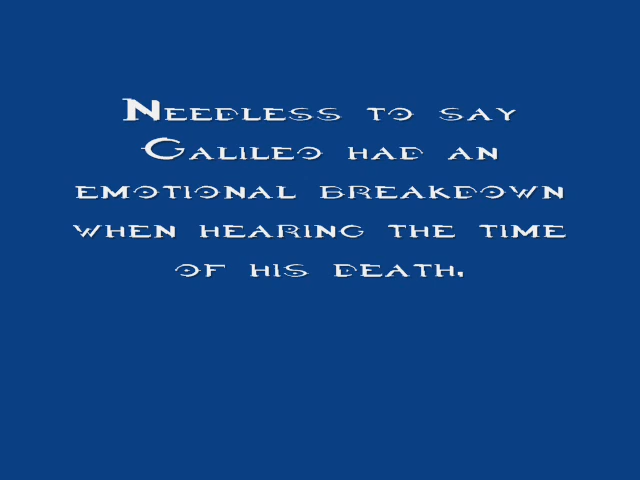 Needless to say
Galileo had an
emotional breakdown
when hearing the time
of his death.